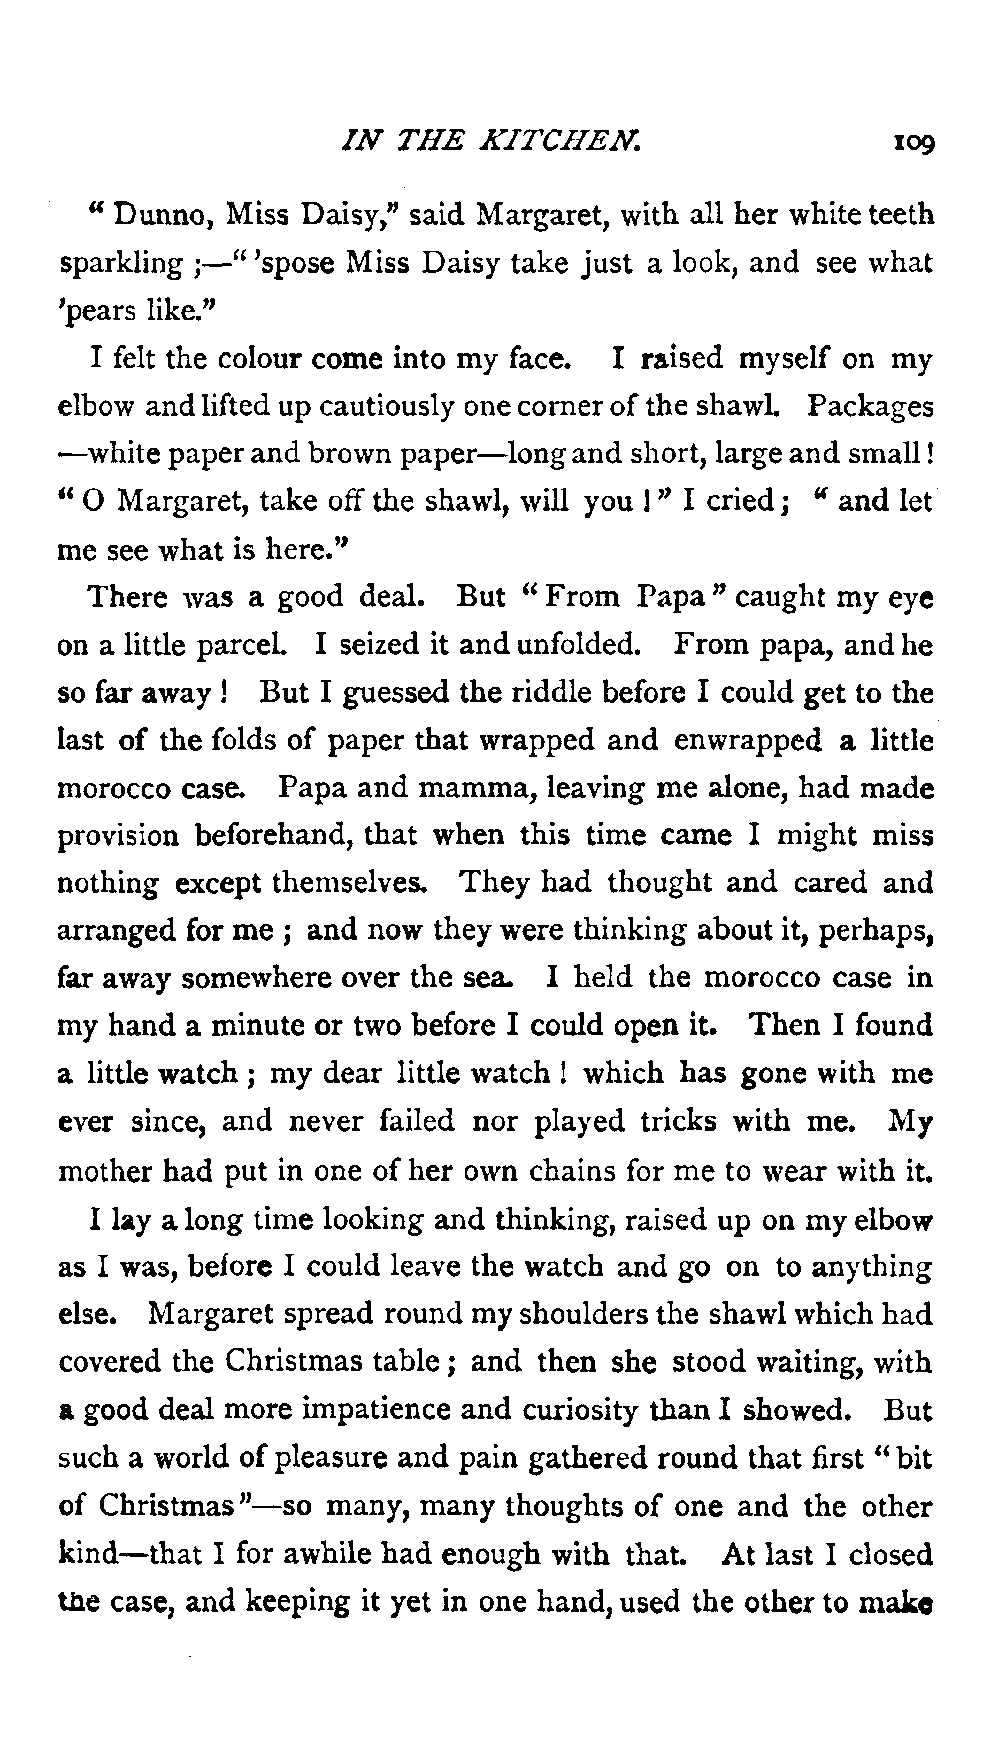 IN THE KITCHEN. 109
" Dunno, Miss Daisy," said Margaret, with all her white teeth
sparkling ;—" 'spose Miss Daisy take just a look, and see what
'pears like."
I felt the colour come into my face. I raised myself on my
elbow and lifted up cautiously one corner of the shawl. Packages
—white paper and brown paper—long and short, large and small !
" O Margaret, take off the shawl, will you ! " I cried ; " and let
me see what is here."
There was a good deal. But " From Papa " caught my eye
on a little parcel. I seized it and unfolded. From papa, and he
so far away ! But I guessed the riddle before I could get to the
last of the folds of paper that wrapped and enwrapped a little
morocco case. Papa and mamma, leaving me alone, had made
provision beforehand, that when this time came I might miss
nothing except themselves. They had thought and cared and
arranged for me ; and now they were thinking about it, perhaps,
far away somewhere over the sea. I held the morocco case in
my hand a minute or two before I could open it. Then I found
a little watch ; my dear little watch ! which has gone with me
ever since, and never failed nor played tricks with me. My
mother had put in one of her own chains for me to wear with it.
I lay a long time looking and thinking, raised up on my elbow
as I was, before I could leave the watch and go on to anything
else. Margaret spread round my shoulders the shawl which had
covered the Christmas table ; and then she stood waiting, with
a good deal more impatience and curiosity than I showed. But
such a world of pleasure and pain gathered round that first " bit
of Christmas "—so many, many thoughts of one and the other
kind—that I for awhile had enough with that. At last I closed
the case, and keeping it yet in one hand, used the other to make